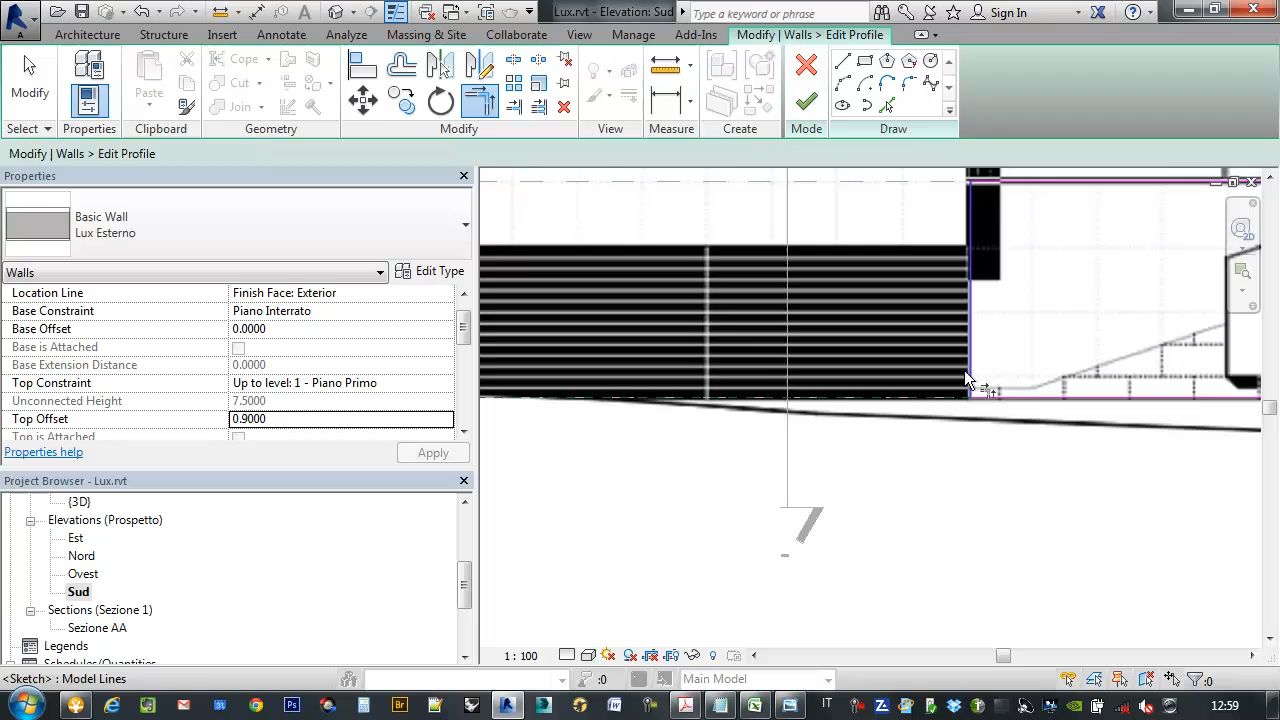 Lux.rvt - Elevation: Sud
Type a keyword or phrase
Sign In
A
Architecture
Structure
Insert
Annotate
Analyze
Massing & Site
Collaborate
View
Manage
Add-Ins
Modify | Walls > Edit Profile
Modify
Paste
Cope
Cut
Join
Select
Properties
Clipboard
Geometry
Modify
View
Measure
Create
Mode
Draw
Modify | Walls > Edit Profile
Properties
Basic Wall
Lux Esterno
Walls
Edit Type
Location Line Finish Face: Exterior
Base Constraint Piano Interrato
Base Offset 0.0000
Base is Attached
Base Extension Distance 0.0000
Top Constraint Up to level: 1 - Piano Primo
Unconnected Height 7.5000
Top Offset 0.9000
Top is Attached
Properties help
Apply
Project Browser - Lux.rvt
{3D}
Elevations (Prospetto)
Est
Nord
Ovest
Sud
Sections (Sezione 1)
Sezione AA
Legends
Schedules/Quantities
2D
1 : 100
<Sketch> : Model Lines
:0
Main Model
:0
31
Ps
Br
W
IT
Z
12:59